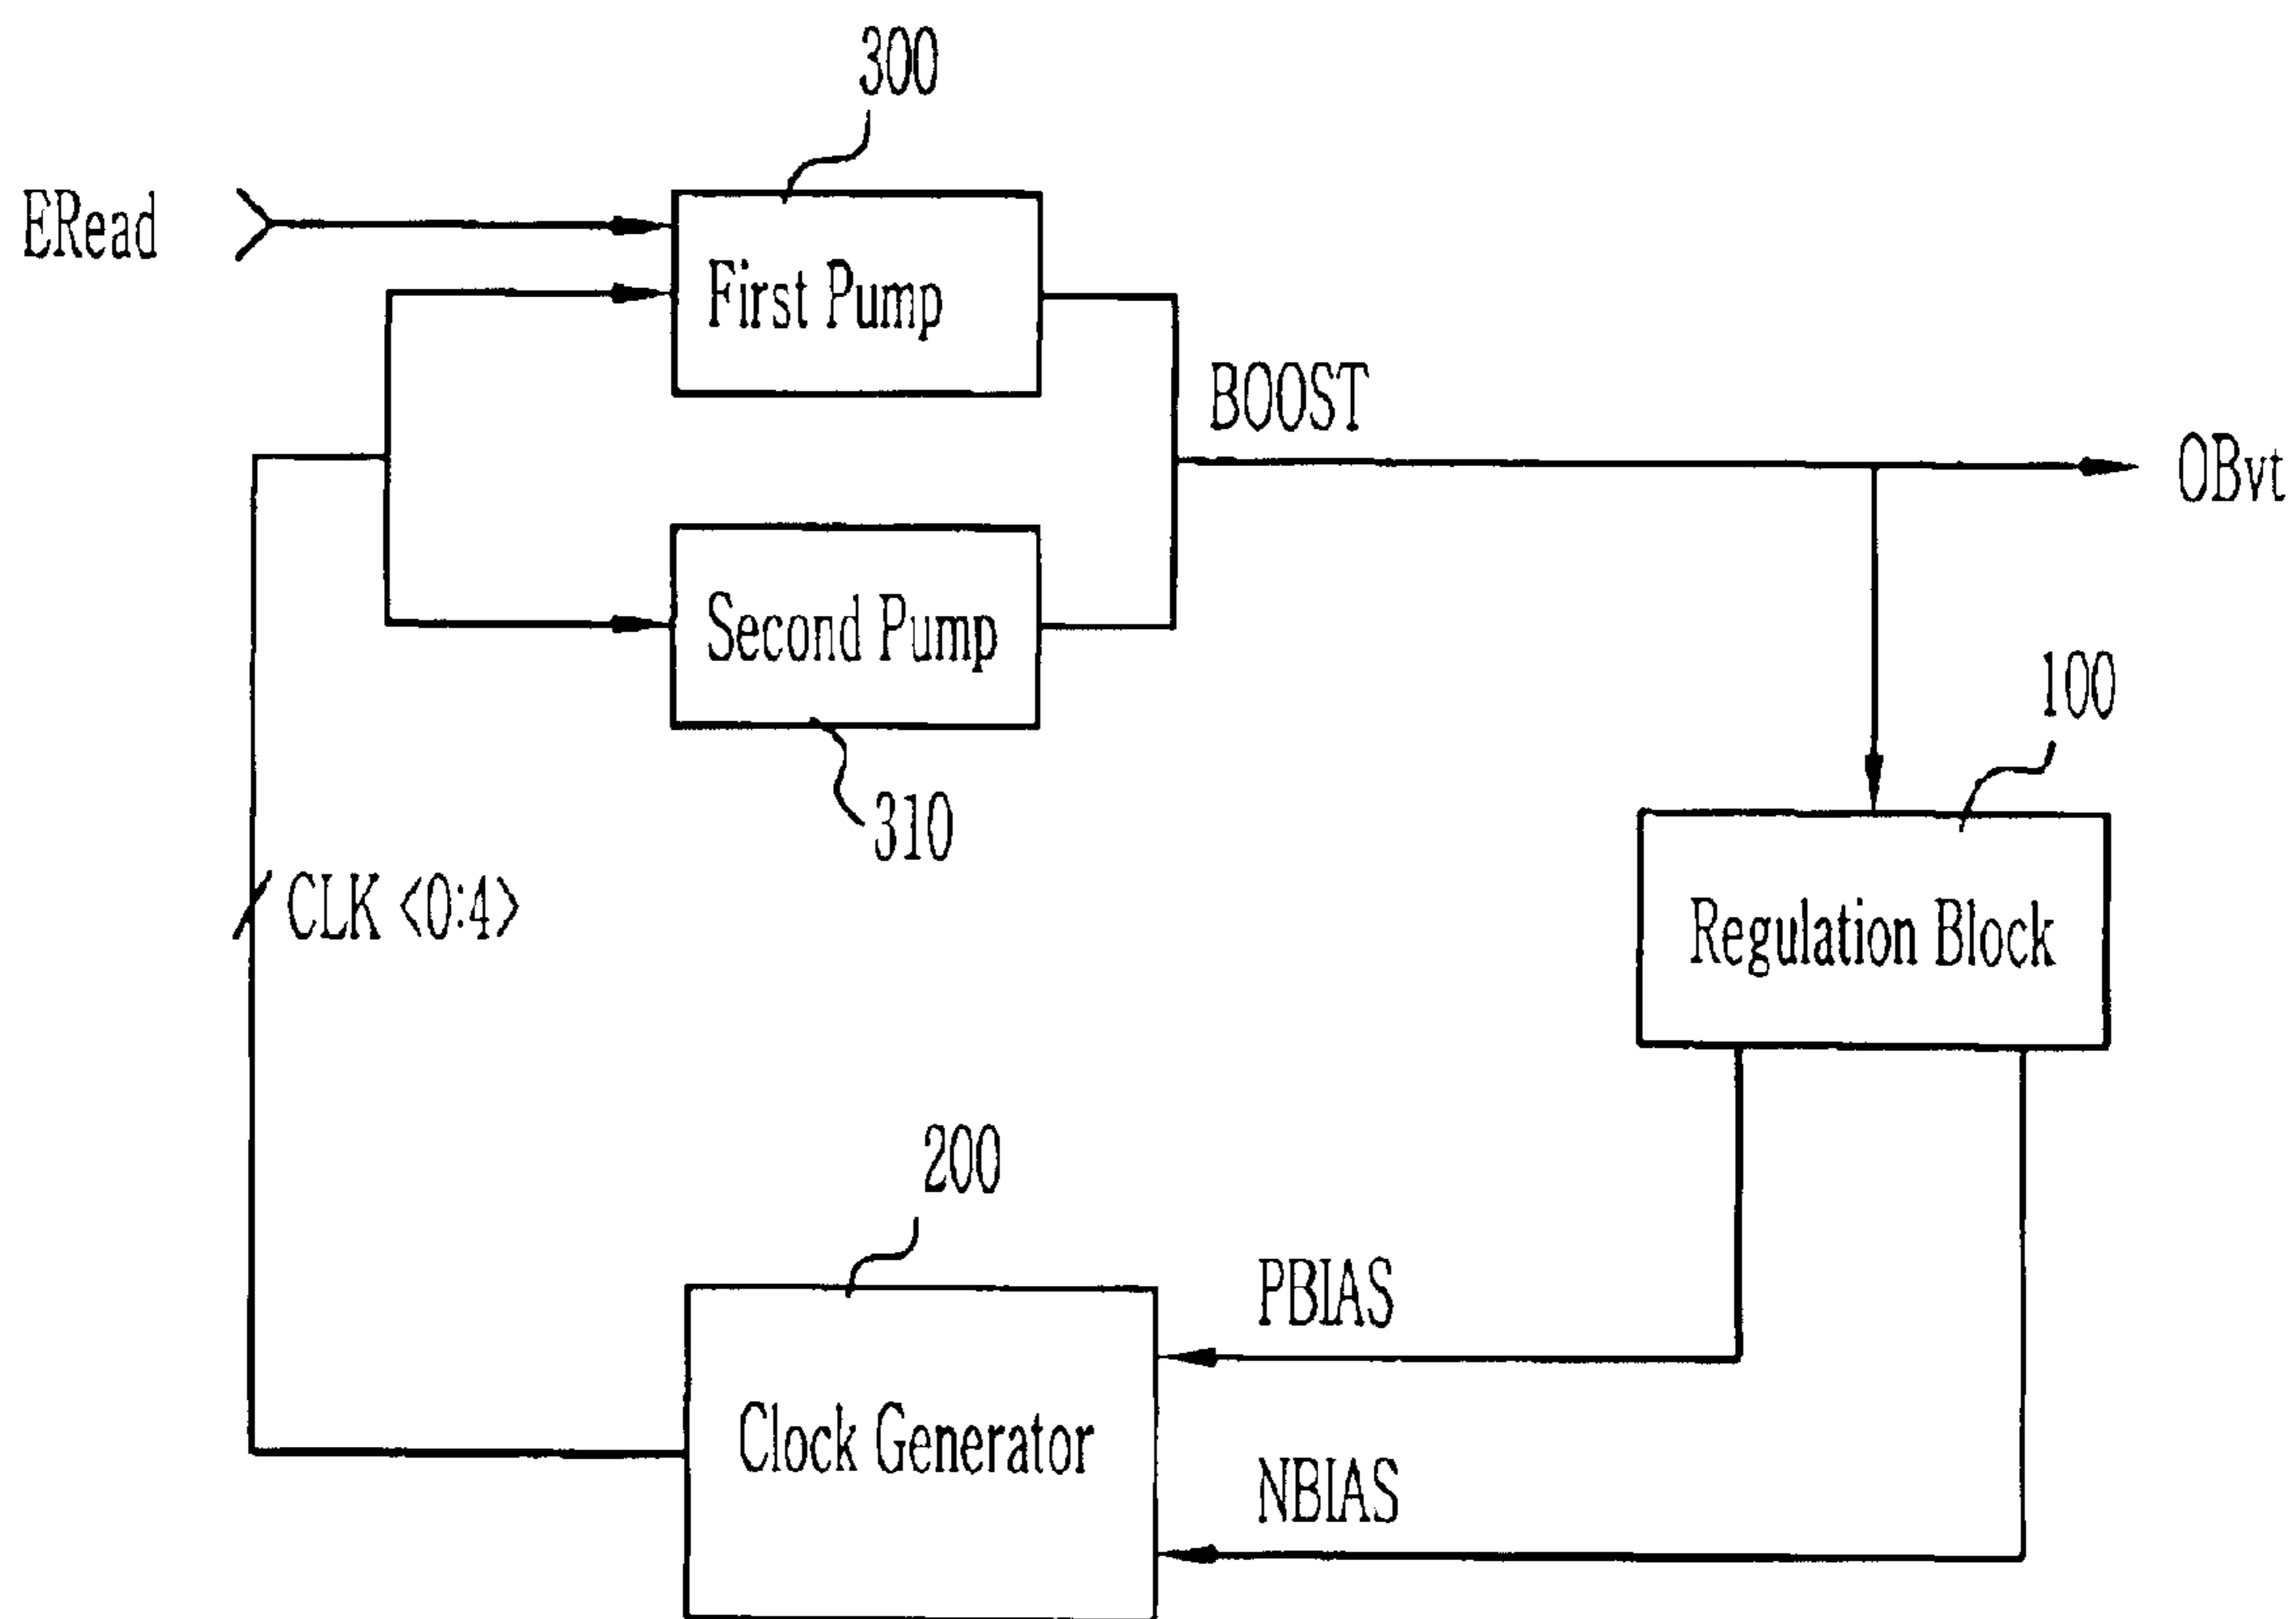 300
ERead
First Pump
BOOST
OBvt
Second Pump
100
310
CLK <0:4>
Regulation Block
200
PBIAS
Clock Generator
NBIAS